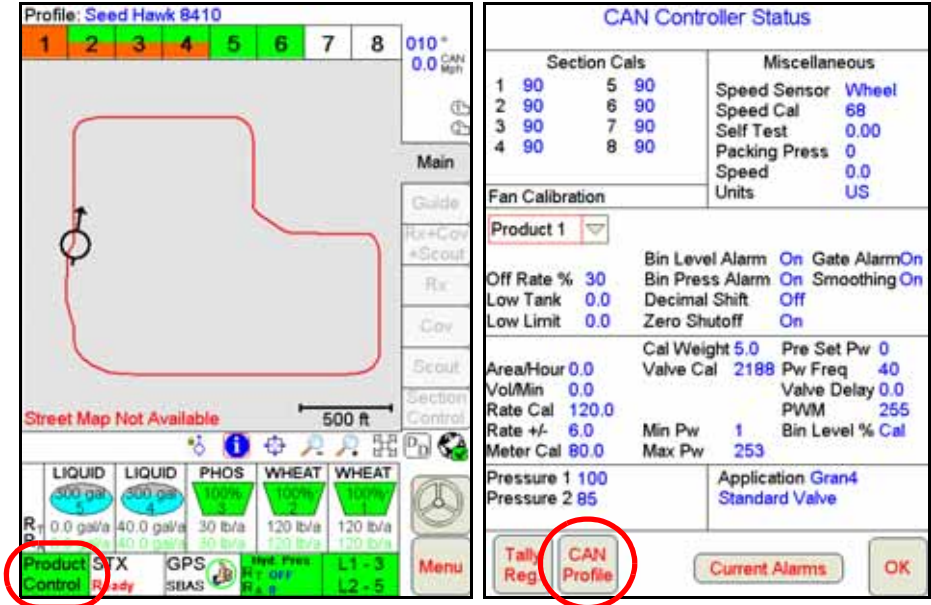 Profile: Seed Hawk 8410
1 2 3 4 5 6 7 8
010 °
0.0 CAN Mph
Main
Guide
Rx+Cov
+Scout
Rx
Cov
Scout
Section
Control
Street Map Not Available
500 ft
LIQUID LIQUID PHOS WHEAT WHEAT
300 gal 300 gal 100% 100% 100%
5 4 3 2 1
RT 0.0 gal/a 40.0 gal/a 30 lb/a 120 lb/a 120 lb/a
RA 0.0 gal/a 40.0 gal/a 30 lb/a 120 lb/a 120 lb/a
Product
Control
STX
Ready
GPS
SBAS
Hyd. Pres
RT OFF
RA 0
L1 - 3
L2 - 5
Menu
CAN Controller Status
Section Cals
1 90 5 90
2 90 6 90
3 90 7 90
4 90 8 90
Miscellaneous
Speed Sensor Wheel
Speed Cal 68
Self Test 0.00
Packing Press 0
Speed 0.0
Units US
Fan Calibration
Product 1
Bin Level Alarm On Gate Alarm On
Off Rate % 30 Bin Press Alarm On Smoothing On
Low Tank 0.0 Decimal Shift Off
Low Limit 0.0 Zero Shutoff On
Cal Weight 5.0 Pre Set Pw 0
Area/Hour 0.0 Valve Cal 2188 Pw Freq 40
Vol/Min 0.0 Valve Delay 0.0
Rate Cal 120.0 PWM 255
Rate +/- 6.0 Min Pw 1 Bin Level % Cal
Meter Cal 80.0 Max Pw 253
Pressure 1 100 Application Gran4
Pressure 2 85 Standard Valve
Tally
Reg.
CAN
Profile
Current Alarms
OK